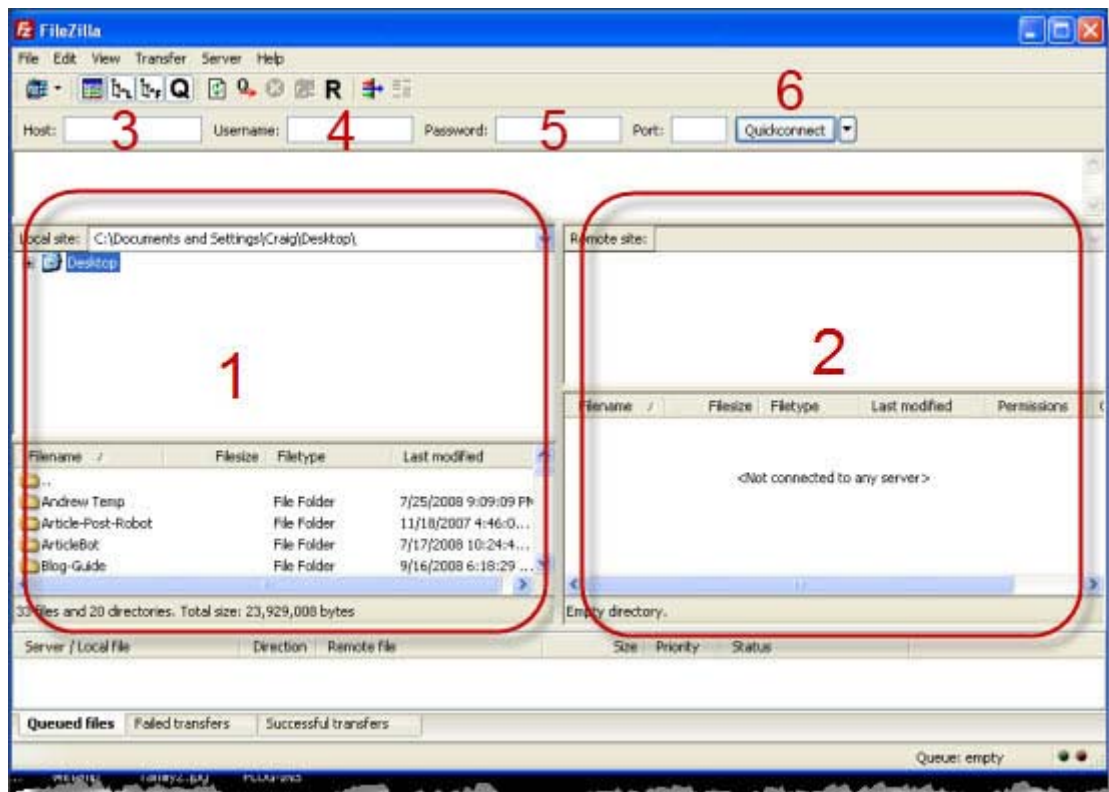 FileZilla
File Edit View Transfer Server Help
Q R
6
Host: 3 Username: 4 Password: 5 Port: Quickconnect
Local site: C:\Documents and Settings\Craig\Desktop\
Remote site:
Desktop
1
2
Filename / Filesize Filetype Last modified Permissions
<Not connected to any server>
Filename / Filesize Filetype Last modified
..
Andrew Temp File Folder 7/25/2008 9:09:09 PM
Article-Post-Robot File Folder 11/18/2007 4:46:0...
ArticleBot File Folder 7/17/2008 10:24:4...
Blog-Guide File Folder 9/16/2008 6:18:29 ...
33 files and 20 directories. Total size: 23,929,008 bytes
Empty directory.
Server / Local file Direction Remote file Size Priority Status
Queued files Failed transfers Successful transfers
Queue: empty